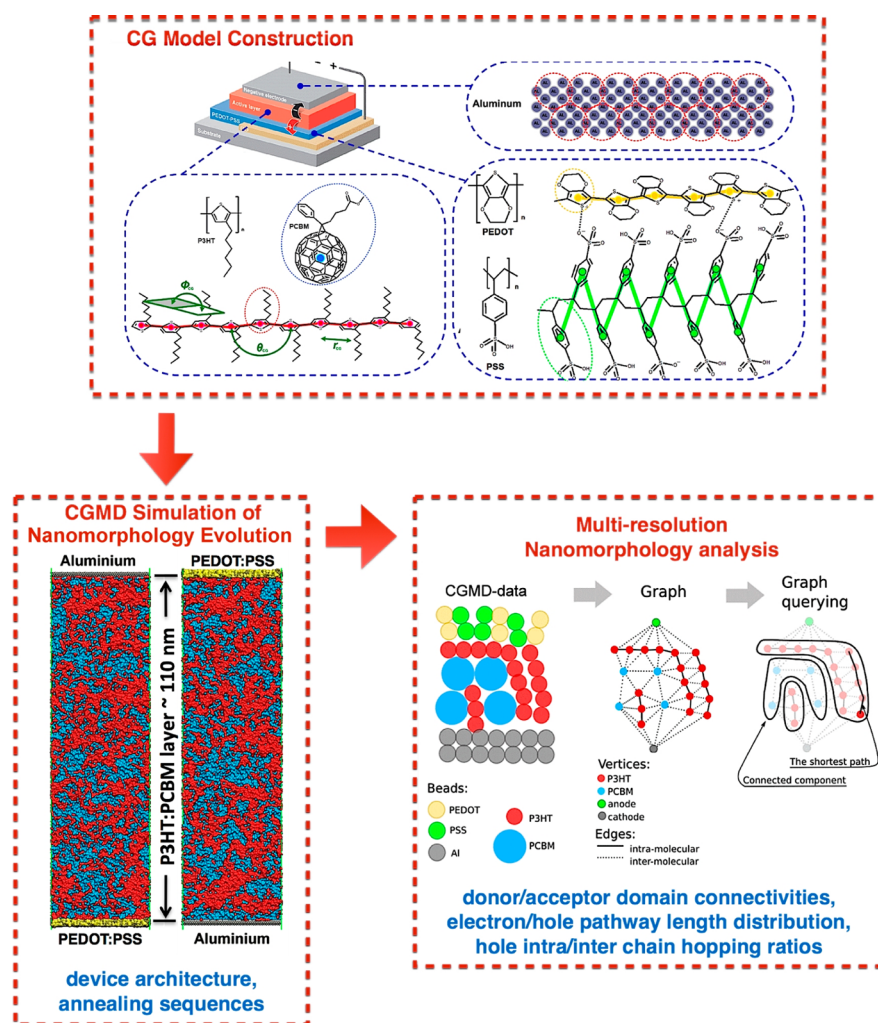 CG Model Construction
- +
Negative electrode
Active layer
PEDOT-PSS
Substrate
Aluminum
P3HT
n
PCBM
Φcg
θcg
rcg
PEDOT
n
PSS
n
OH
CGMD Simulation of
Nanomorphology Evolution
Aluminium
PEDOT:PSS
P3HT:PCBM layer ~ 110 nm
PEDOT:PSS
Aluminium
device architecture,
annealing sequences
Multi-resolution
Nanomorphology analysis
CGMD-data
Graph
Graph
querying
Beads:
PEDOT
PSS
Al
P3HT
PCBM
Vertices:
P3HT
PCBM
anode
cathode
Edges:
intra-molecular
inter-molecular
The shortest path
Connected component
donor/acceptor domain connectivities,
electron/hole pathway length distribution,
hole intra/inter chain hopping ratios